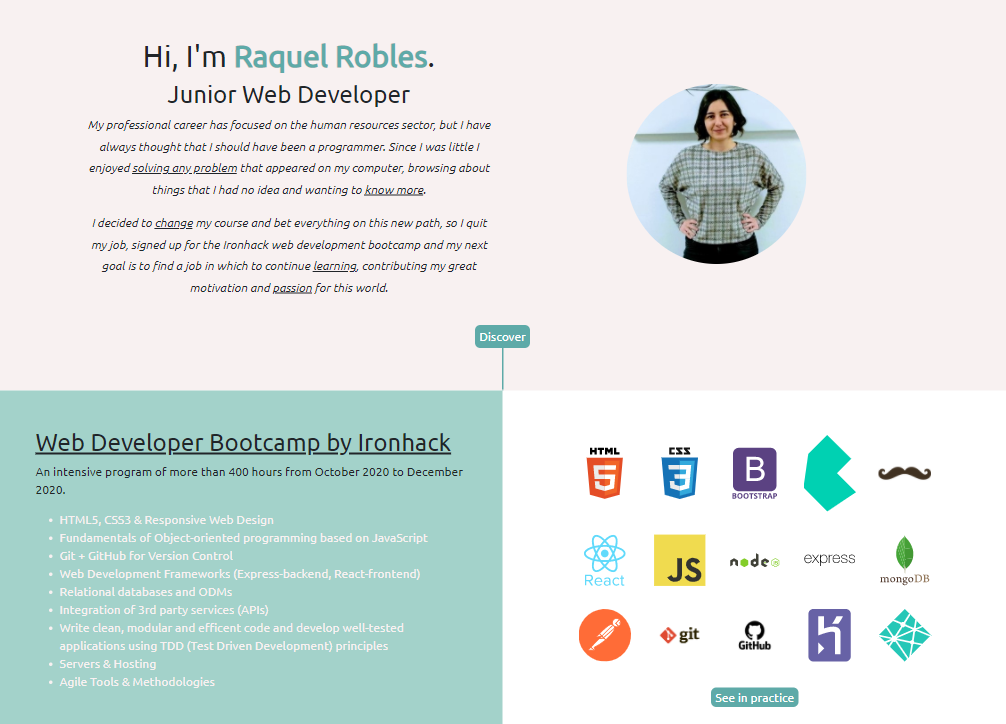 Hi, I'm Raquel Robles.
Junior Web Developer
My professional career has focused on the human resources sector, but I have
always thought that I should have been a programmer. Since I was little I
enjoyed solving any problem that appeared on my computer, browsing about
things that I had no idea and wanting to know more.
I decided to change my course and bet everything on this new path, so I quit
my job, signed up for the Ironhack web development bootcamp and my next
goal is to find a job in which to continue learning, contributing my great
motivation and passion for this world.
Discover
Web Developer Bootcamp by Ironhack
An intensive program of more than 400 hours from October 2020 to December
2020.
• HTML5, CSS3 & Responsive Web Design
• Fundamentals of Object-oriented programming based on JavaScript
• Git + GitHub for Version Control
• Web Development Frameworks (Express-backend, React-frontend)
• Relational databases and ODMs
• Integration of 3rd party services (APIs)
• Write clean, modular and efficent code and develop well-tested
applications using TDD (Test Driven Development) principles
• Servers & Hosting
• Agile Tools & Methodologies
HTML
5
CSS
3
B
BOOTSTRAP
React
JS
node
JS
express
mongoDB
git
GitHub
See in practice